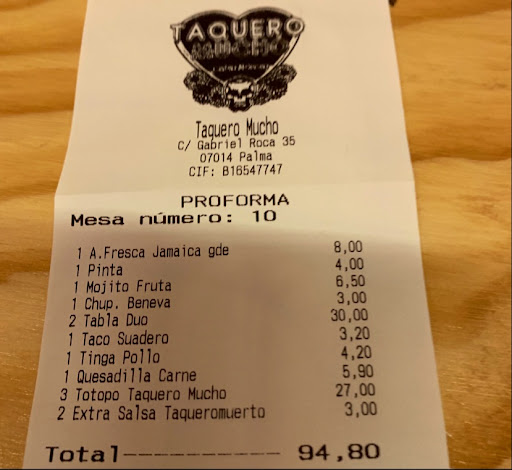 TAQUERO
MUCHO
Taquero Mucho
C/ Gabriel Roca 35
07014 Palma
CIF: B16547747
PROFORMA
Mesa número: 10
1 A.Fresca Jamaica gde 8,00
1 Pinta 4,00
1 Mojito Fruta 6,50
1 Chup. Beneva 3,00
2 Tabla Duo 30,00
1 Taco Suadero 3,20
1 Tinga Pollo 4,20
1 Quesadilla Carne 5,90
3 Totopo Taquero Mucho 27,00
2 Extra Salsa Taqueromuerto 3,00
Total------------ 94,80